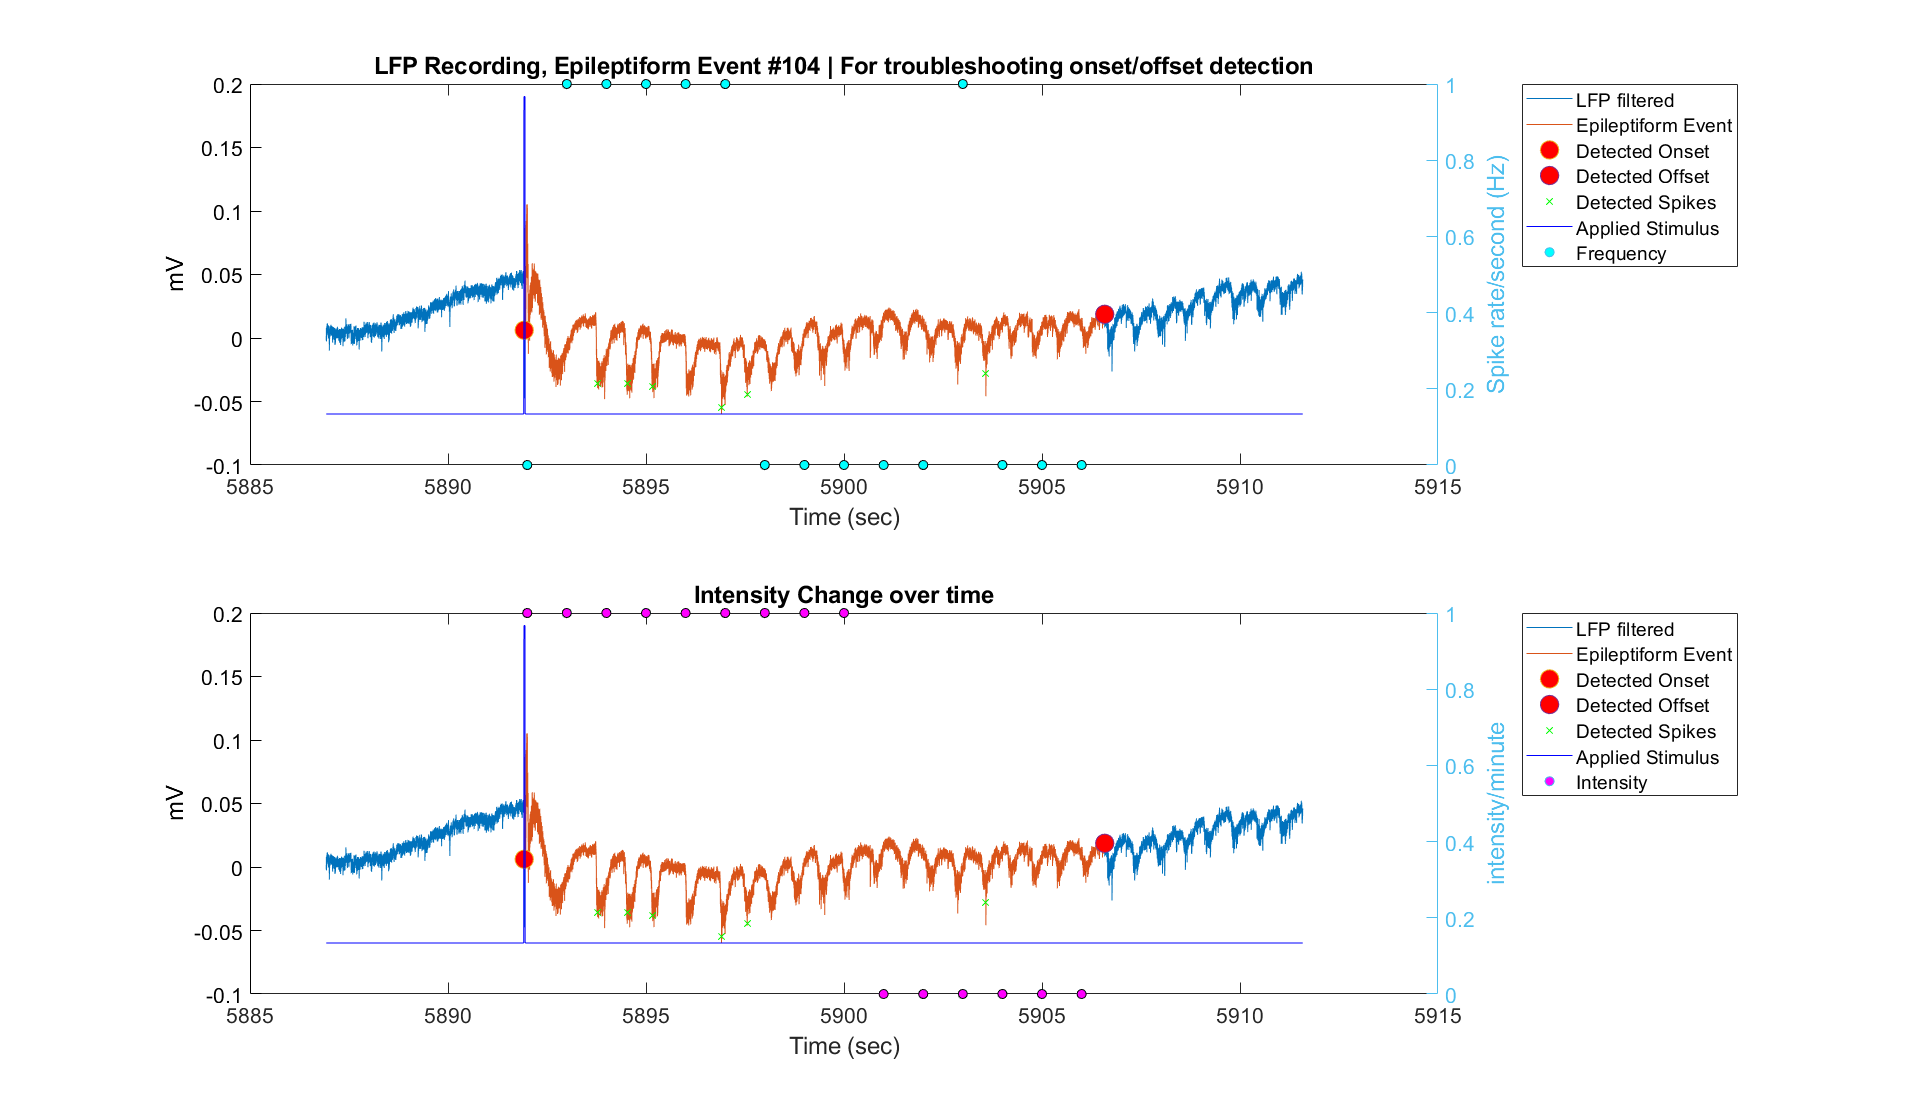 LFP Recording, Epileptiform Event #104 | For troubleshooting onset/offset detection
0.2
0.15
0.1
0.05
0
-0.05
-0.1
mV
5885
5890
5895
5900
5905
5910
5915
Time (sec)
1
0.8
0.6
0.4
0.2
0
Spike rate/second (Hz)
LFP filtered
Epileptiform Event
Detected Onset
Detected Offset
Detected Spikes
Applied Stimulus
Frequency
Intensity Change over time
0.2
0.15
0.1
0.05
0
-0.05
-0.1
mV
5885
5890
5895
5900
5905
5910
5915
Time (sec)
1
0.8
0.6
0.4
0.2
0
intensity/minute
LFP filtered
Epileptiform Event
Detected Onset
Detected Offset
Detected Spikes
Applied Stimulus
Intensity